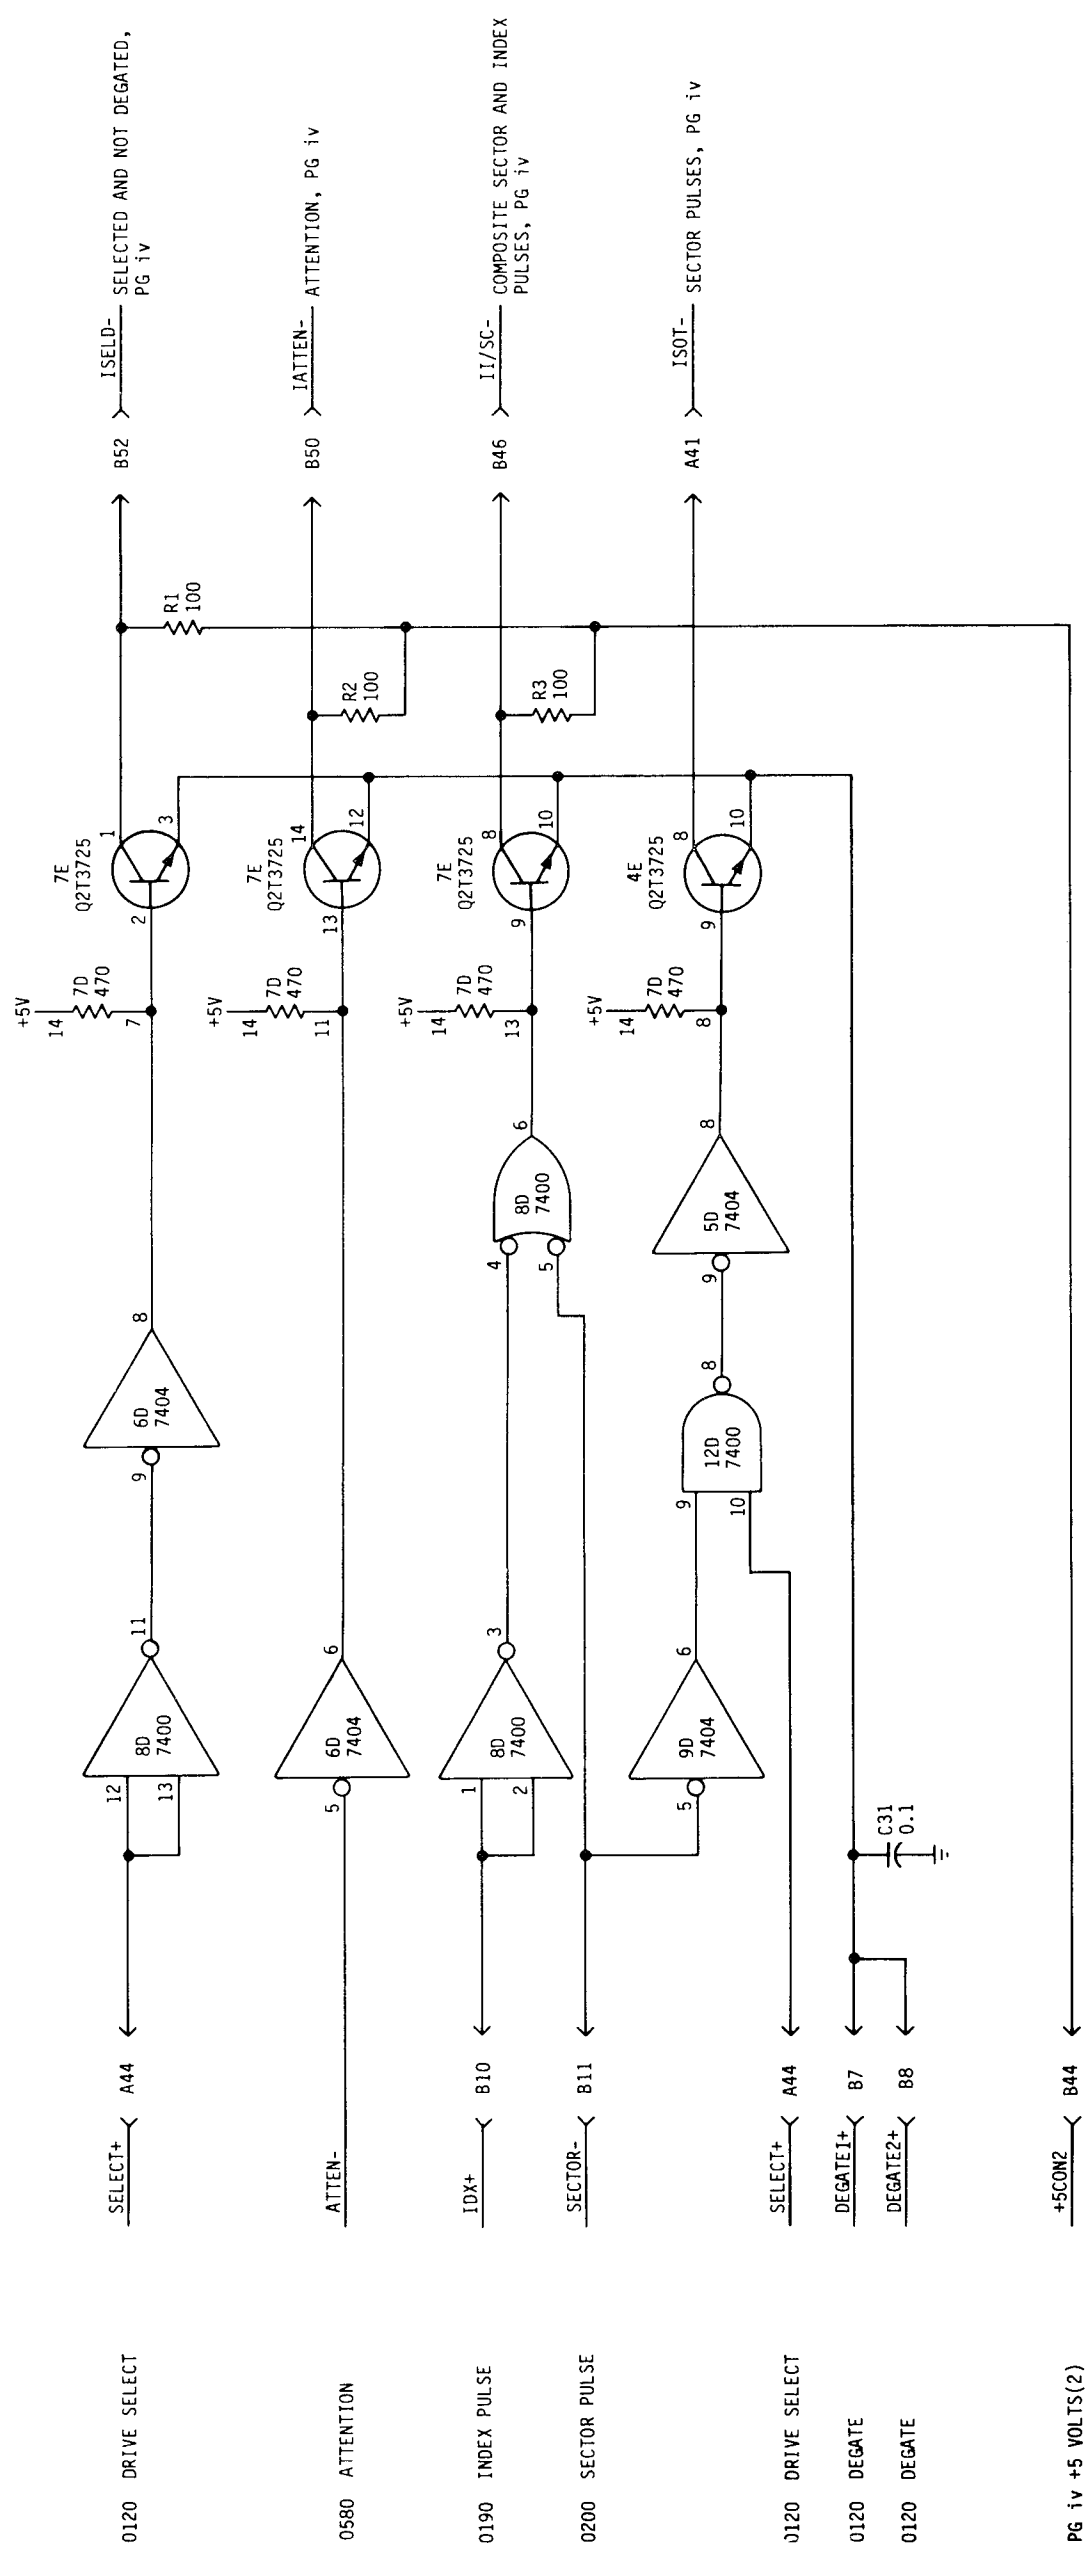 0120 DRIVE SELECT
SELECT+
A44
12
13
8D
7400
11
9
6D
7404
8
+5V
14
7D
470
7
2
7E
Q2T3725
1
3
R1
100
B52
ISELD-
SELECTED AND NOT DEGATED,
PG iv
0580 ATTENTION
ATTEN-
5
6D
7404
6
+5V
14
7D
470
11
13
7E
Q2T3725
14
12
R2
100
B50
IATTEN-
ATTENTION, PG iv
0190 INDEX PULSE
IDX+
B10
1
2
8D
7400
3
4
5
8D
7400
6
+5V
14
7D
470
13
9
7E
Q2T3725
8
10
R3
100
B46
II/SC-
COMPOSITE SECTOR AND INDEX
PULSES, PG iv
0200 SECTOR PULSE
SECTOR-
B11
5
9D
7404
6
9
10
12D
7400
8
9
5D
7404
8
+5V
14
7D
470
8
9
4E
Q2T3725
8
10
A41
ISOT-
SECTOR PULSES, PG iv
0120 DRIVE SELECT
SELECT+
A44
0120 DEGATE
DEGATE1+
B7
C31
0.1
0120 DEGATE
DEGATE2+
B8
PG iv +5 VOLTS(2)
+5CON2
B44